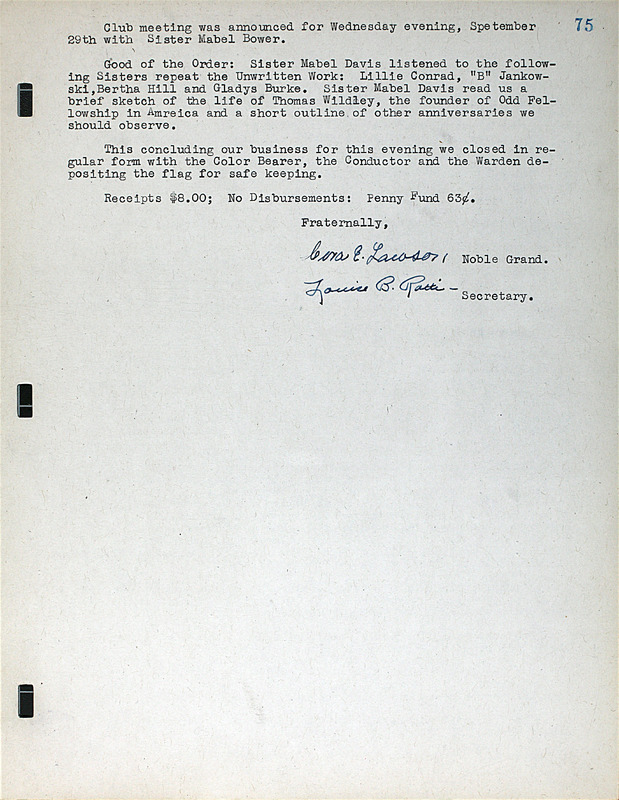 75
Club meeting was announced for Wednesday evening, Spetember
29th with Sister Mabel Bower.
Good of the Order: Sister Mabel Davis listened to the follow-
ing Sisters repeat the Unwritten Work: Lillie Conrad, "B" Jankow-
ski,Bertha Hill and Gladys Burke. Sister Mabel Davis read us a
brief sketch of the life of Thomas Wildley, the founder of Odd Fel-
lowship in Amreica and a short outline of other anniversaries we
should observe.
This concluding our business for this evening we closed in re-
gular form with the Color Bearer, the Conductor and the Warden de-
positing the flag for safe keeping.
Receipts $8.00; No Disbursements: Penny Fund 63¢.
Fraternally,
E. Lawson, Noble Grand.
Louise B. Secretary.